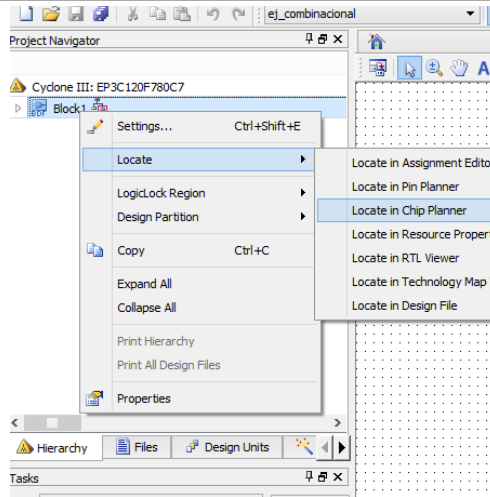 ej_combinacional
Project Navigator
Cyclone III: EP3C120F780C7
Block1
Settings... Ctrl+Shift+E
Locate
LogicLock Region
Design Partition
Copy Ctrl+C
Expand All
Collapse All
Print Hierarchy
Print All Design Files
Properties
Locate in Assignment Edito
Locate in Pin Planner
Locate in Chip Planner
Locate in Resource Proper
Locate in RTL Viewer
Locate in Technology Map
Locate in Design File
Hierarchy Files Design Units
Tasks